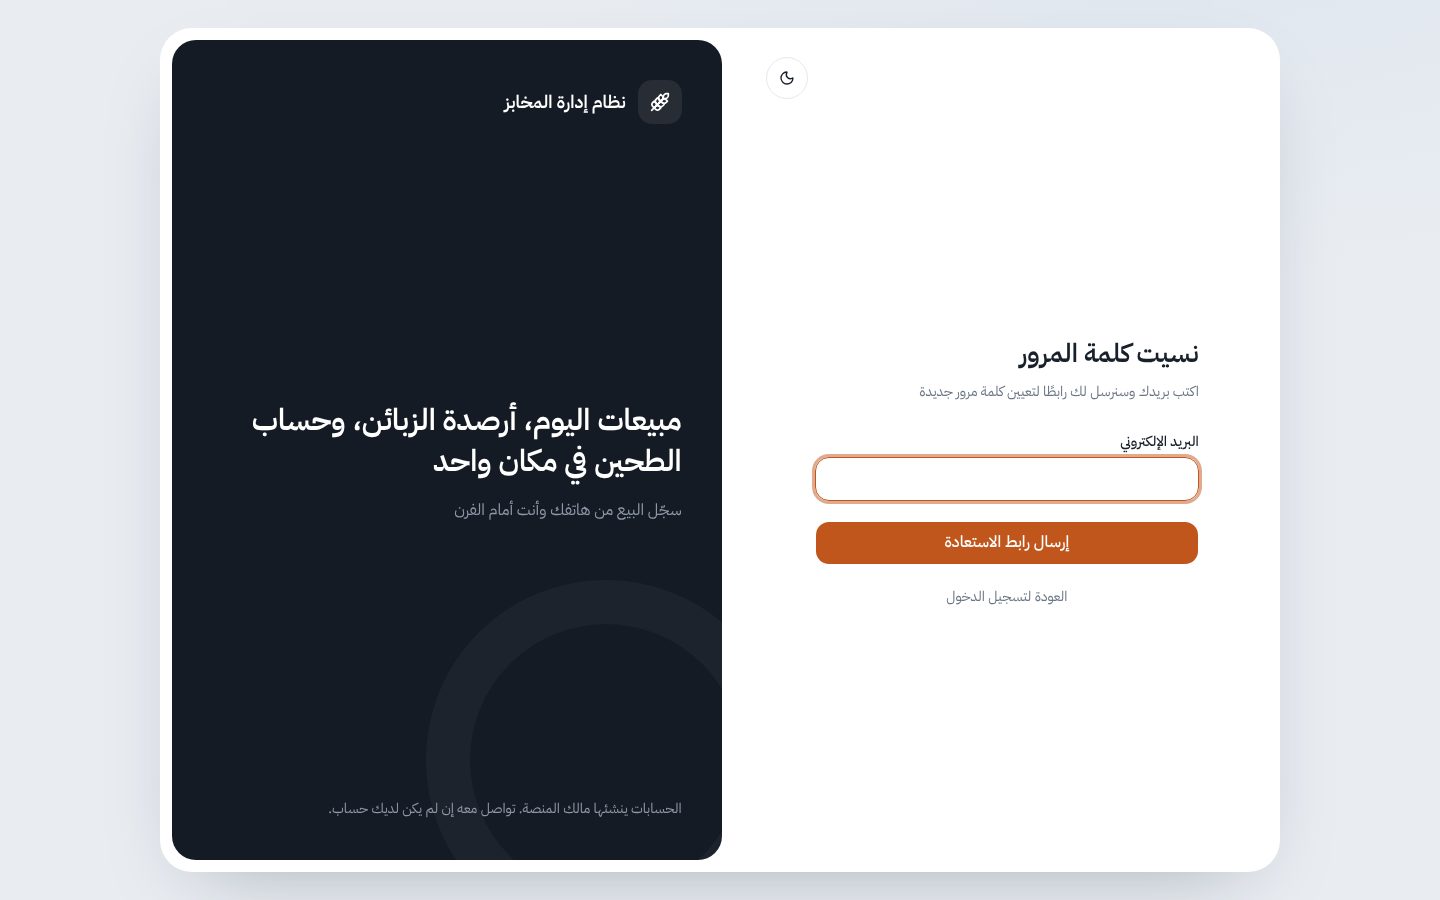 نسيت كلمة المرور
اكتب بريدك وسنرسل لك رابطًا لتعيين كلمة مرور جديدة
البريد الإلكتروني
إرسال رابط الاستعادة
العودة لتسجيل الدخول
نظام إدارة المخابز
مبيعات اليوم، أرصدة الزبائن، وحساب
الطحين في مكان واحد
سجّل البيع من هاتفك وأنت أمام الفرن
الحسابات ينشئها مالك المنصة. تواصل معه إن لم يكن لديك حساب.